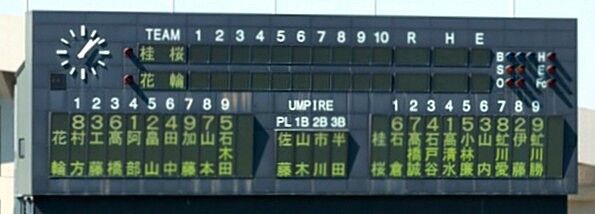 TEAM 1 2 3 4 5 6 7 8 9 10 R H E
桂桜
花輪
B H
S E
O Fc
1 2 3 4 5 6 7 8 9
8 3 6 1 2 4 9 7 5
花輪
村方
工藤
高橋
阿部
畠山
田中
加藤
山本
石木田
UMPIRE
PL 1B 2B 3B
佐藤
山木
市川
半田
1 2 3 4 5 6 7 8 9
6 7 4 1 5 3 8 2 9
桂桜
石倉
高橋誠
石戸谷
高清水
小林廉
山内
虻川愛
伊藤
虻川勝